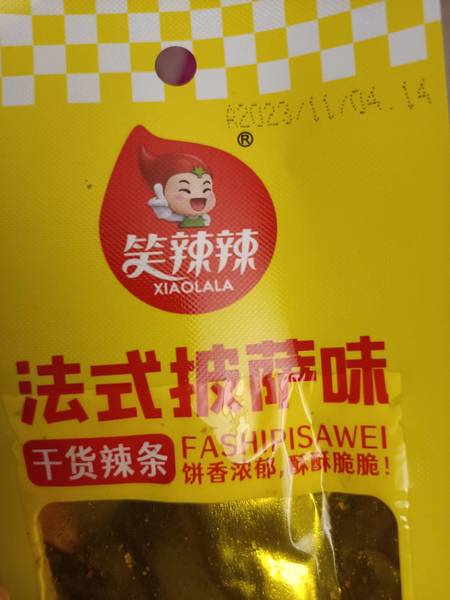 A2023/11/04.14
®
笑辣辣
XIAOLALA
法式披萨味
干货辣条
FASHIPISAWEI
饼香浓郁,酥酥脆脆!